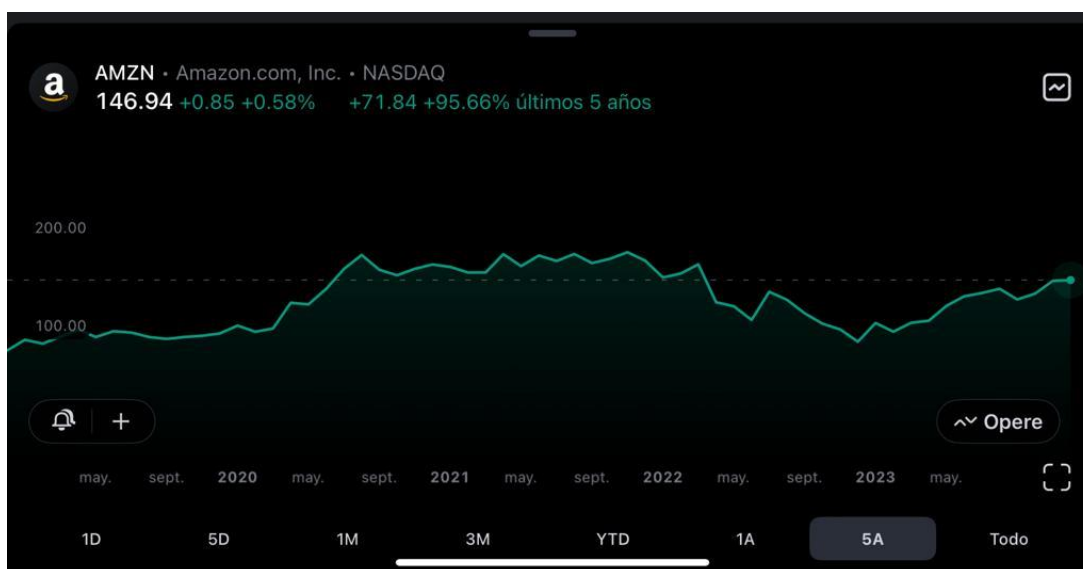 AMZN · Amazon.com, Inc. · NASDAQ
146.94 +0.85 +0.58% +71.84 +95.66% últimos 5 años
200.00
100.00
Opere
may. sept. 2020 may. sept. 2021 may. sept. 2022 may. sept. 2023 may.
1D 5D 1M 3M YTD 1A 5A Todo